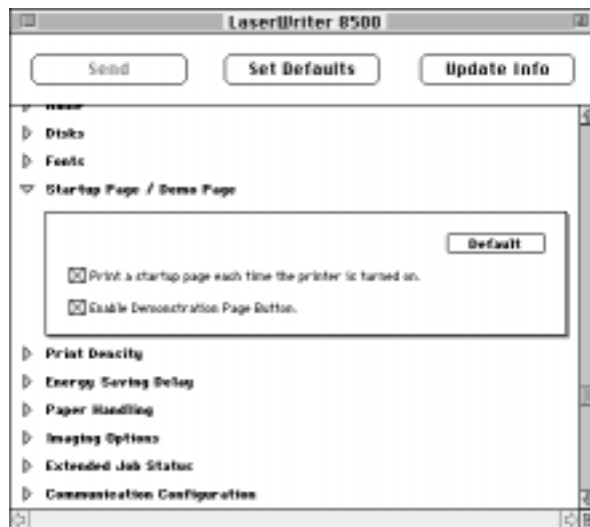 LaserWriter 8500
Send
Set Defaults
Update Info
Name
Disks
Fonts
Startup Page / Demo Page
Default
Print a startup page each time the printer is turned on.
Enable Demonstration Page Button.
Print Density
Energy Saving Delay
Paper Handling
Imaging Options
Extended Job Status
Communication Configuration